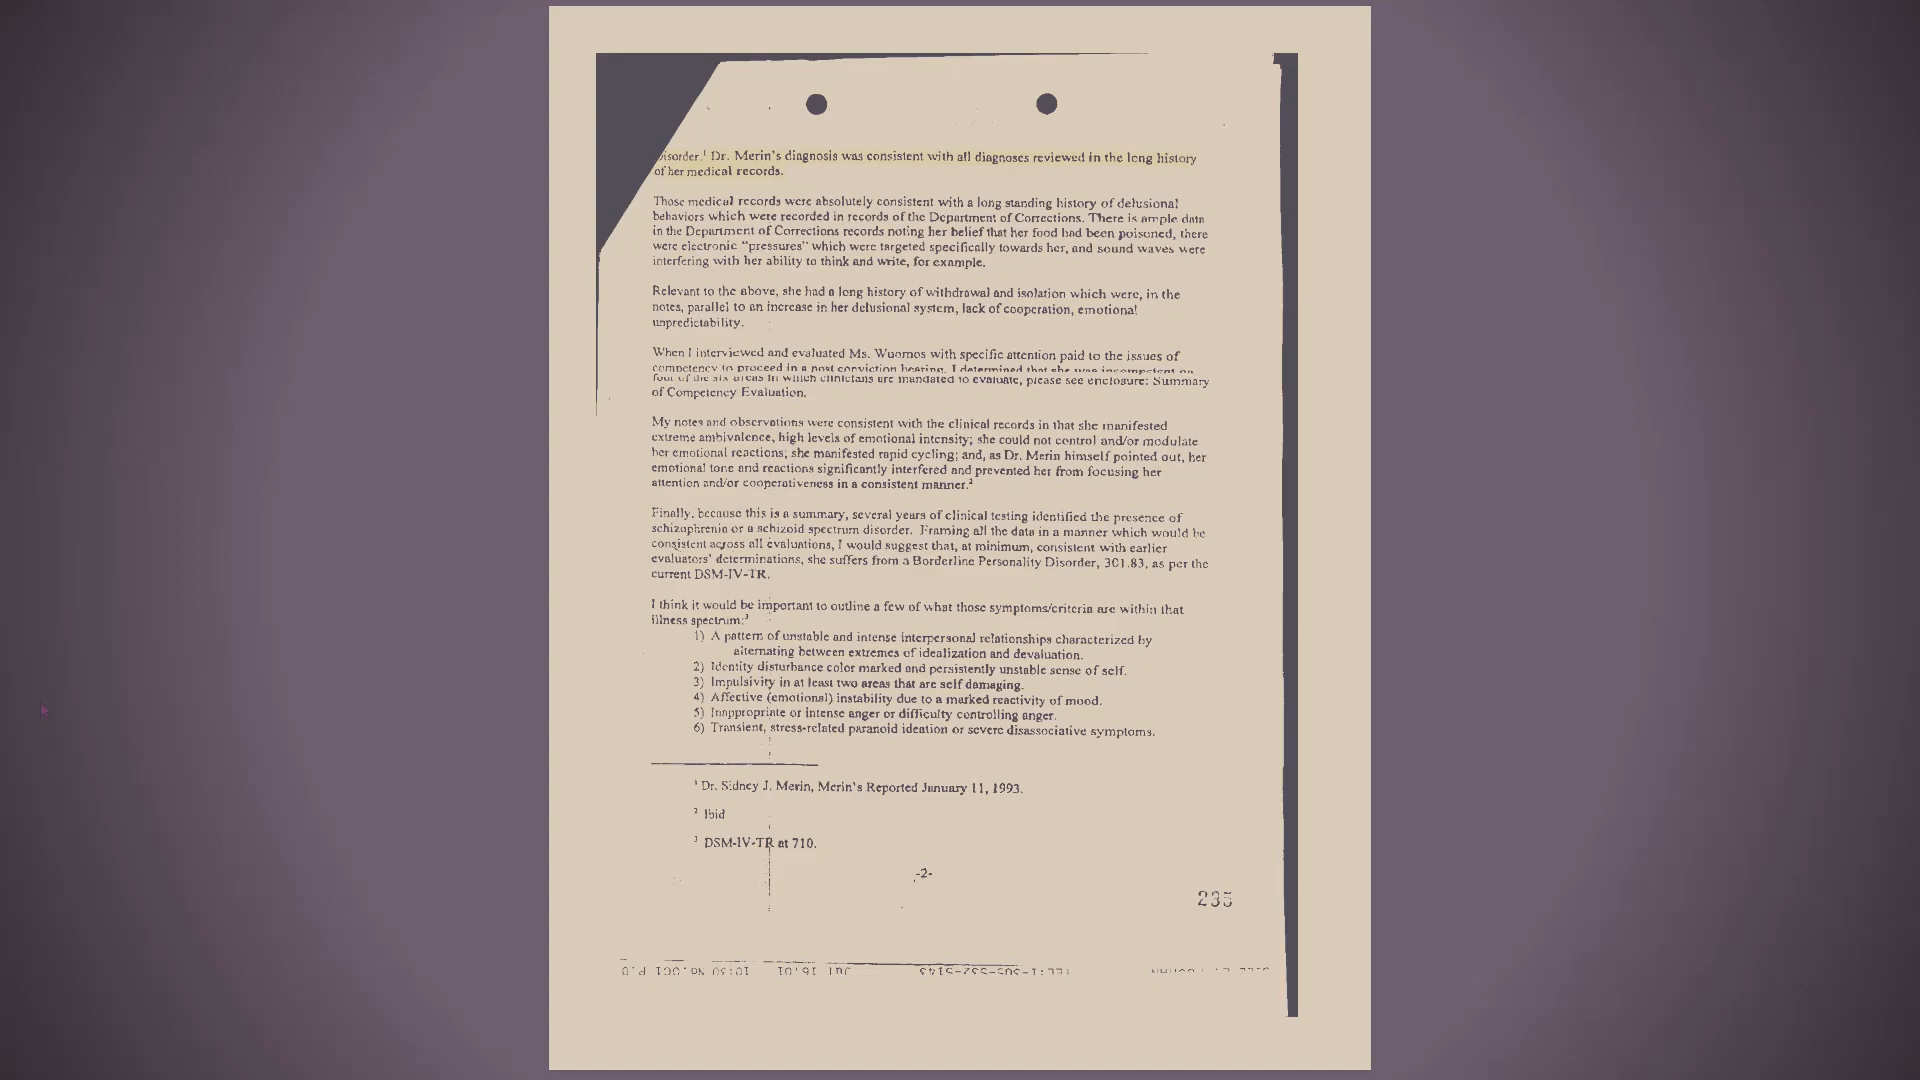 isorder.¹ Dr. Merin's diagnosis was consistent with all diagnoses reviewed in the long history
of her medical records.
Those medical records were absolutely consistent with a long standing history of delusional
behaviors which were recorded in records of the Department of Corrections. There is ample data
in the Department of Corrections records noting her belief that her food had been poisoned, there
were electronic "pressures" which were targeted specifically towards her, and sound waves were
interfering with her ability to think and write, for example.
Relevant to the above, she had a long history of withdrawal and isolation which were, in the
notes, parallel to an increase in her delusional system, lack of cooperation, emotional
unpredictability.
When I interviewed and evaluated Ms. Wuornos with specific attention paid to the issues of
competency to proceed in a post conviction hearing, I determined that she was incompetent on
four of the six areas in which clinicians are mandated to evaluate, please see enclosure: Summary
of Competency Evaluation.
My notes and observations were consistent with the clinical records in that she manifested
extreme ambivalence, high levels of emotional intensity; she could not control and/or modulate
her emotional reactions; she manifested rapid cycling; and, as Dr. Merin himself pointed out, her
emotional tone and reactions significantly interfered and prevented her from focusing her
attention and/or cooperativeness in a consistent manner.²
Finally, because this is a summary, several years of clinical testing identified the presence of
schizophrenia or a schizoid spectrum disorder. Framing all the data in a manner which would be
consistent across all evaluations, I would suggest that, at minimum, consistent with earlier
evaluators' determinations, she suffers from a Borderline Personality Disorder, 301.83, as per the
current DSM-IV-TR.
I think it would be important to outline a few of what those symptoms/criteria are within that
illness spectrum:³
1) A pattern of unstable and intense interpersonal relationships characterized by
alternating between extremes of idealization and devaluation.
2) Identity disturbance color marked and persistently unstable sense of self.
3) Impulsivity in at least two areas that are self damaging.
4) Affective (emotional) instability due to a marked reactivity of mood.
5) Inappropriate or intense anger or difficulty controlling anger.
6) Transient, stress-related paranoid ideation or severe disassociative symptoms.
¹ Dr. Sidney J. Merin, Merin's Reported January 11, 1993.
² Ibid
³ DSM-IV-TR at 710.
-2-
235
Jul 16,01 10:50 No.001 P.0